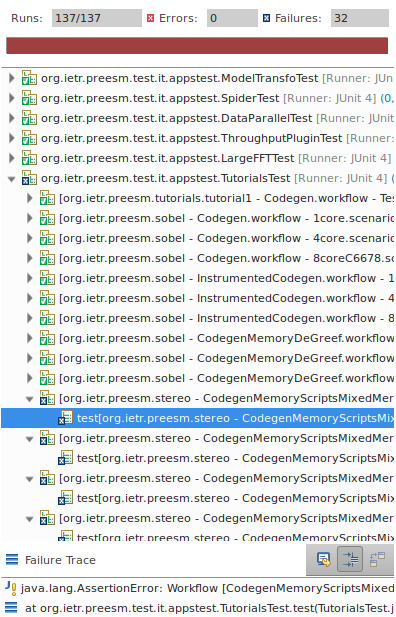 Runs: 137/137 Errors: 0 Failures: 32
org.ietr.preesm.test.it.appstest.ModelTransfoTest [Runner: JUn
org.ietr.preesm.test.it.appstest.SpiderTest [Runner: JUnit 4] (0,
org.ietr.preesm.test.it.appstest.DataParallelTest [Runner: JUnit
org.ietr.preesm.test.it.appstest.ThroughputPluginTest [Runner:
org.ietr.preesm.test.it.appstest.LargeFFTTest [Runner: JUnit 4]
org.ietr.preesm.test.it.appstest.TutorialsTest [Runner: JUnit 4] (
[org.ietr.preesm.tutorials.tutorial1 - Codegen.workflow - Tes
[org.ietr.preesm.sobel - Codegen.workflow - 1core.scenario
[org.ietr.preesm.sobel - Codegen.workflow - 4core.scenario
[org.ietr.preesm.sobel - Codegen.workflow - 8coreC6678.sc
[org.ietr.preesm.sobel - InstrumentedCodegen.workflow - 1
[org.ietr.preesm.sobel - InstrumentedCodegen.workflow - 4
[org.ietr.preesm.sobel - InstrumentedCodegen.workflow - 8
[org.ietr.preesm.sobel - CodegenMemoryDeGreef.workflow
[org.ietr.preesm.sobel - CodegenMemoryDeGreef.workflow
[org.ietr.preesm.sobel - CodegenMemoryDeGreef.workflow
[org.ietr.preesm.stereo - CodegenMemoryScriptsMixedMer
test[org.ietr.preesm.stereo - CodegenMemoryScriptsMix
[org.ietr.preesm.stereo - CodegenMemoryScriptsMixedMer
test[org.ietr.preesm.stereo - CodegenMemoryScriptsMix
[org.ietr.preesm.stereo - CodegenMemoryScriptsMixedMer
test[org.ietr.preesm.stereo - CodegenMemoryScriptsMix
[org.ietr.preesm.stereo - CodegenMemoryScriptsMixedMer
test[org.ietr.preesm.stereo - CodegenMemoryScriptsMix
Failure Trace
java.lang.AssertionError: Workflow [CodegenMemoryScriptsMixed
at org.ietr.preesm.test.it.appstest.TutorialsTest.test(TutorialsTest.j